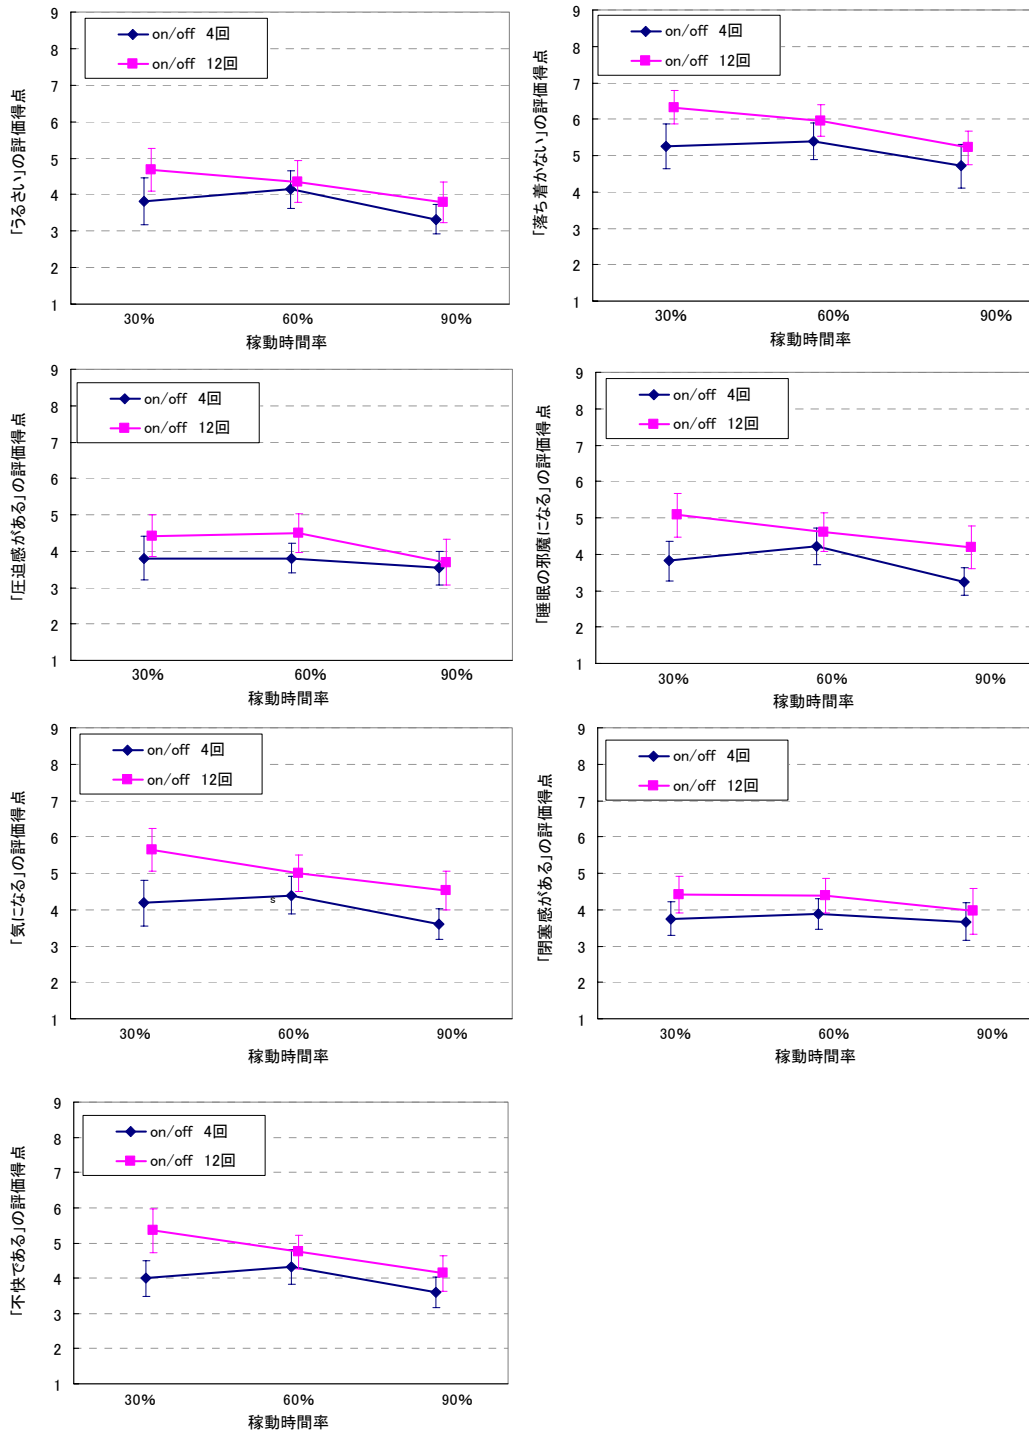 「うるさい」の評価得点
on/off 4回
on/off 12回
9
8
7
6
5
4
3
2
1
30% 60% 90%
稼動時間率
「落ち着かない」の評価得点
on/off 4回
on/off 12回
9
8
7
6
5
4
3
2
1
30% 60% 90%
稼動時間率
「圧迫感がある」の評価得点
on/off 4回
on/off 12回
9
8
7
6
5
4
3
2
1
30% 60% 90%
稼動時間率
「睡眠の邪魔になる」の評価得点
on/off 4回
on/off 12回
9
8
7
6
5
4
3
2
1
30% 60% 90%
稼動時間率
「気になる」の評価得点
on/off 4回
on/off 12回
9
8
7
6
5
4
3
2
1
s
30% 60% 90%
稼動時間率
「閉塞感がある」の評価得点
on/off 4回
on/off 12回
9
8
7
6
5
4
3
2
1
30% 60% 90%
稼動時間率
「不快である」の評価得点
on/off 4回
on/off 12回
9
8
7
6
5
4
3
2
1
30% 60% 90%
稼動時間率